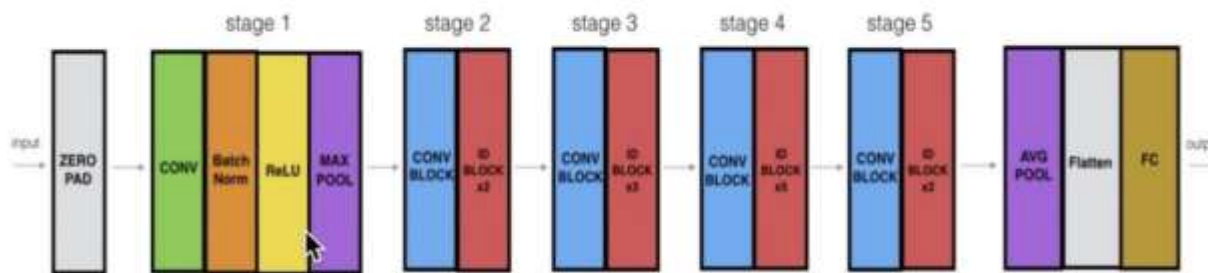 stage 1
stage 2
stage 3
stage 4
stage 5
input
ZERO
PAD
CONV
Batch
Norm
ReLU
MAX
POOL
CONV
BLOCK
ID
BLOCK
x2
CONV
BLOCK
ID
BLOCK
x3
CONV
BLOCK
ID
BLOCK
x5
CONV
BLOCK
ID
BLOCK
x2
AVG
POOL
Flatten
FC
outp